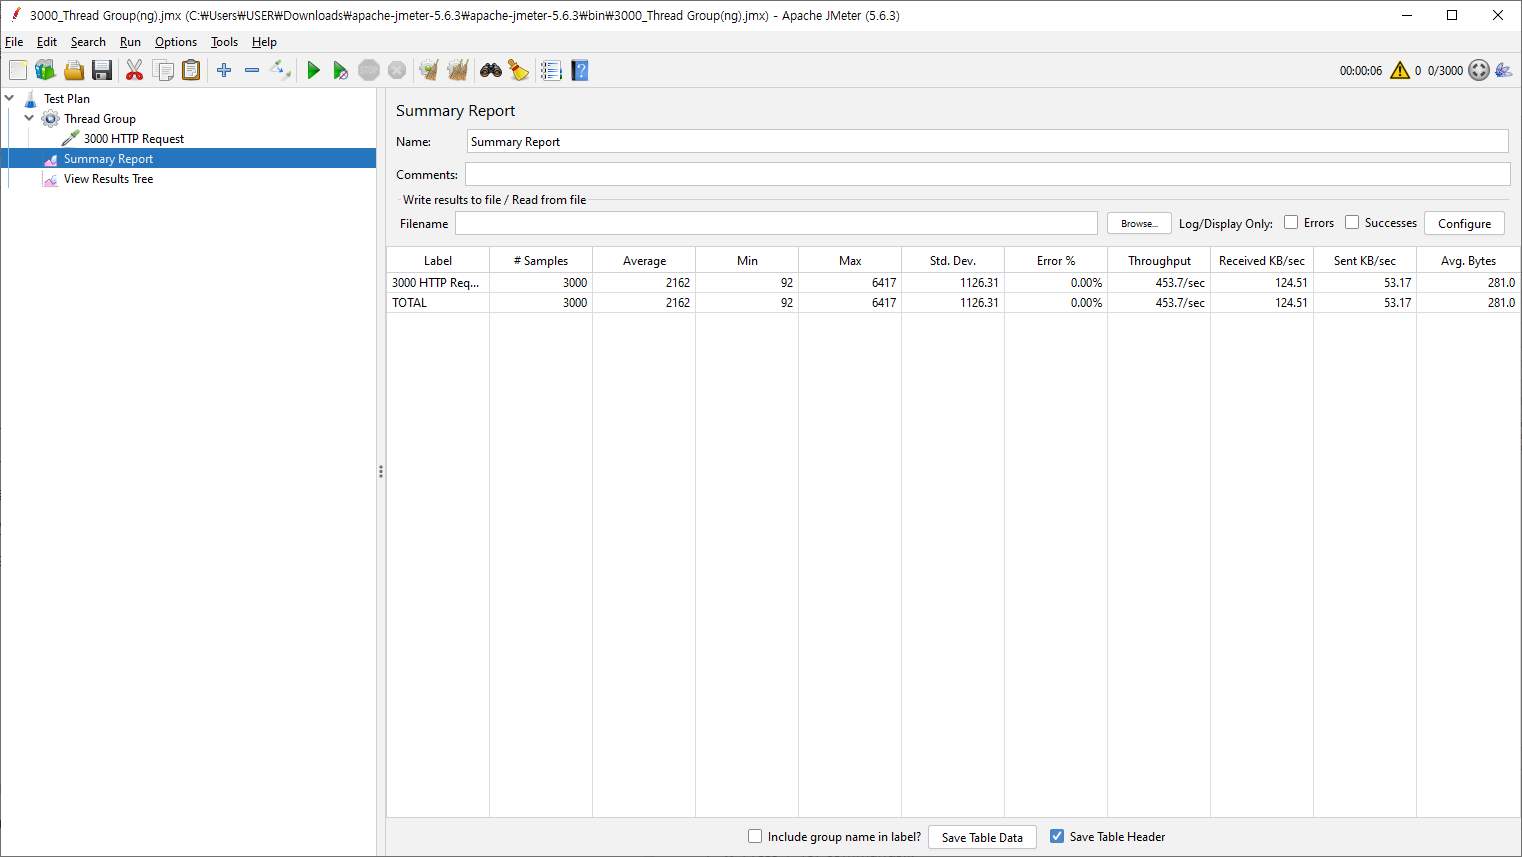 3000_Thread Group(ng).jmx (C:₩Users₩USER₩Downloads₩apache-jmeter-5.6.3₩apache-jmeter-5.6.3₩bin₩3000_Thread Group(ng).jmx) - Apache JMeter (5.6.3)
File Edit Search Run Options Tools Help
STOP ? 00:00:06 0 0/3000
Test Plan
Thread Group
3000 HTTP Request
Summary Report
View Results Tree
Summary Report
Name: Summary Report
Comments:
Write results to file / Read from file
Filename Browse... Log/Display Only: Errors Successes Configure
Label # Samples Average Min Max Std. Dev. Error % Throughput Received KB/sec Sent KB/sec Avg. Bytes
3000 HTTP Req... 3000 2162 92 6417 1126.31 0.00% 453.7/sec 124.51 53.17 281.0
TOTAL 3000 2162 92 6417 1126.31 0.00% 453.7/sec 124.51 53.17 281.0
Include group name in label? Save Table Data Save Table Header